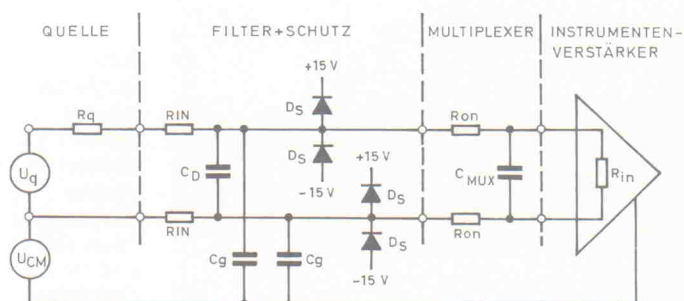 QUELLE
FILTER+SCHUTZ
MULTIPLEXER
INSTRUMENTEN-
VERSTÄRKER
+15 V
Rq
RIN
DS
Ron
DS
+15 V
Uq
CD
-15 V
DS
CMUX
Rin
RIN
DS
Ron
UCM
Cg
Cg
-15 V